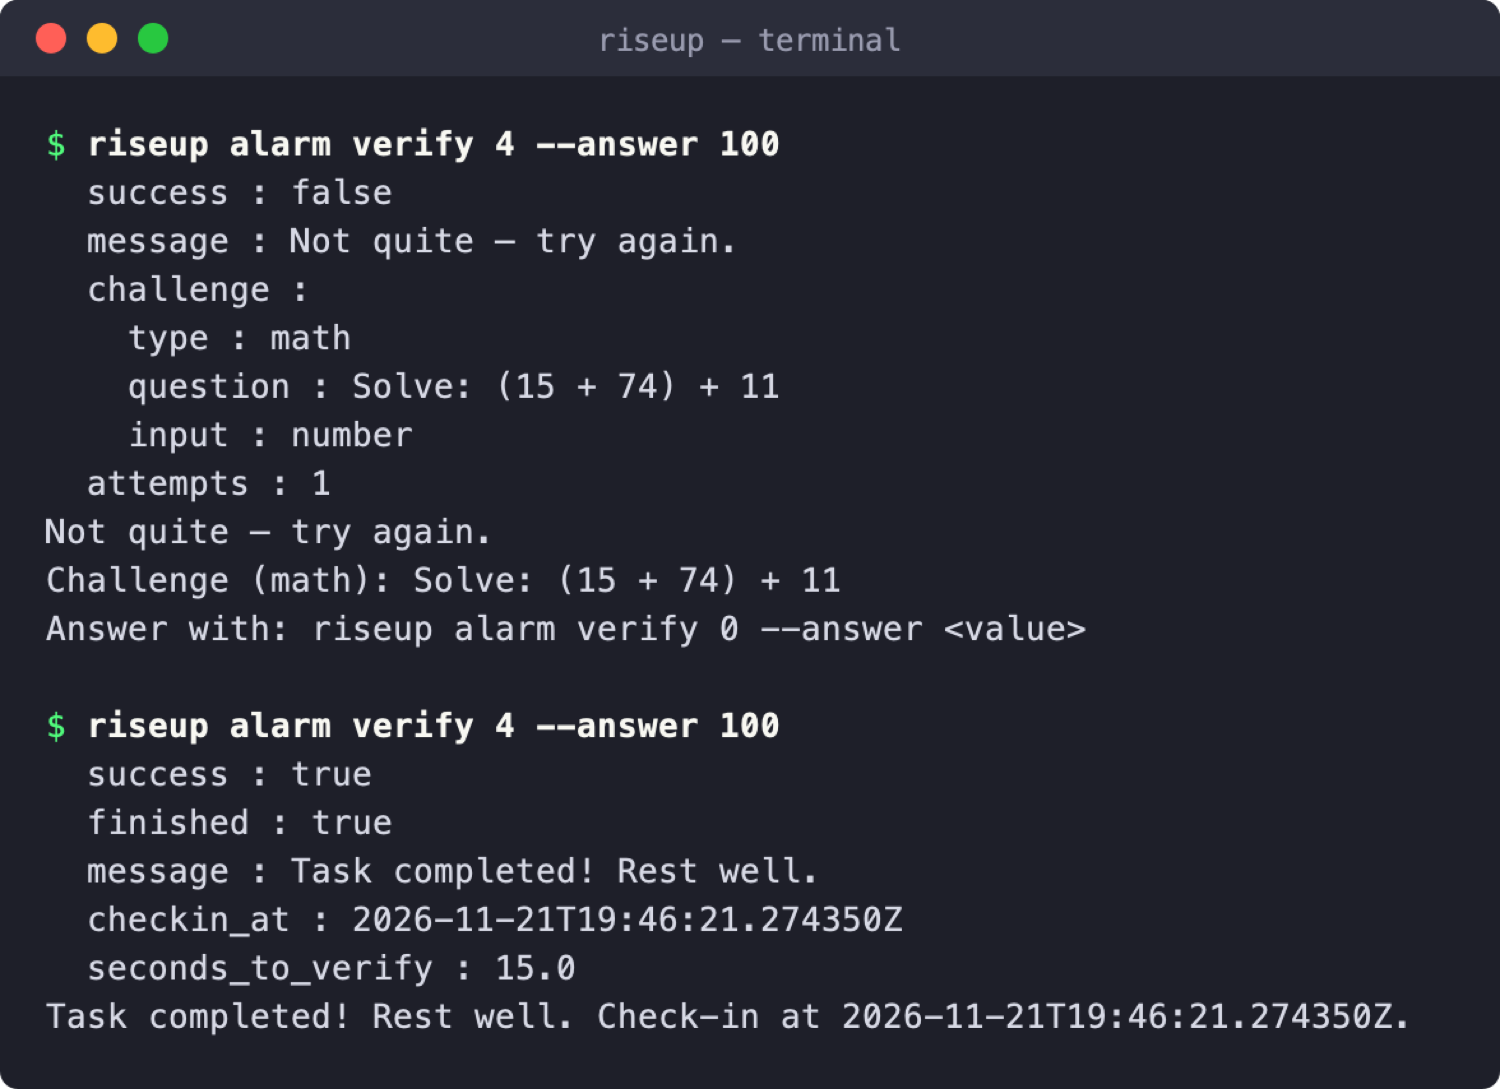 riseup — terminal
$ riseup alarm verify 4 --answer 100
  success : false
  message : Not quite — try again.
  challenge :
    type : math
    question : Solve: (15 + 74) + 11
    input : number
  attempts : 1
Not quite — try again.
Challenge (math): Solve: (15 + 74) + 11
Answer with: riseup alarm verify 0 --answer <value>

$ riseup alarm verify 4 --answer 100
  success : true
  finished : true
  message : Task completed! Rest well.
  checkin_at : 2026-11-21T19:46:21.274350Z
  seconds_to_verify : 15.0
Task completed! Rest well. Check-in at 2026-11-21T19:46:21.274350Z.